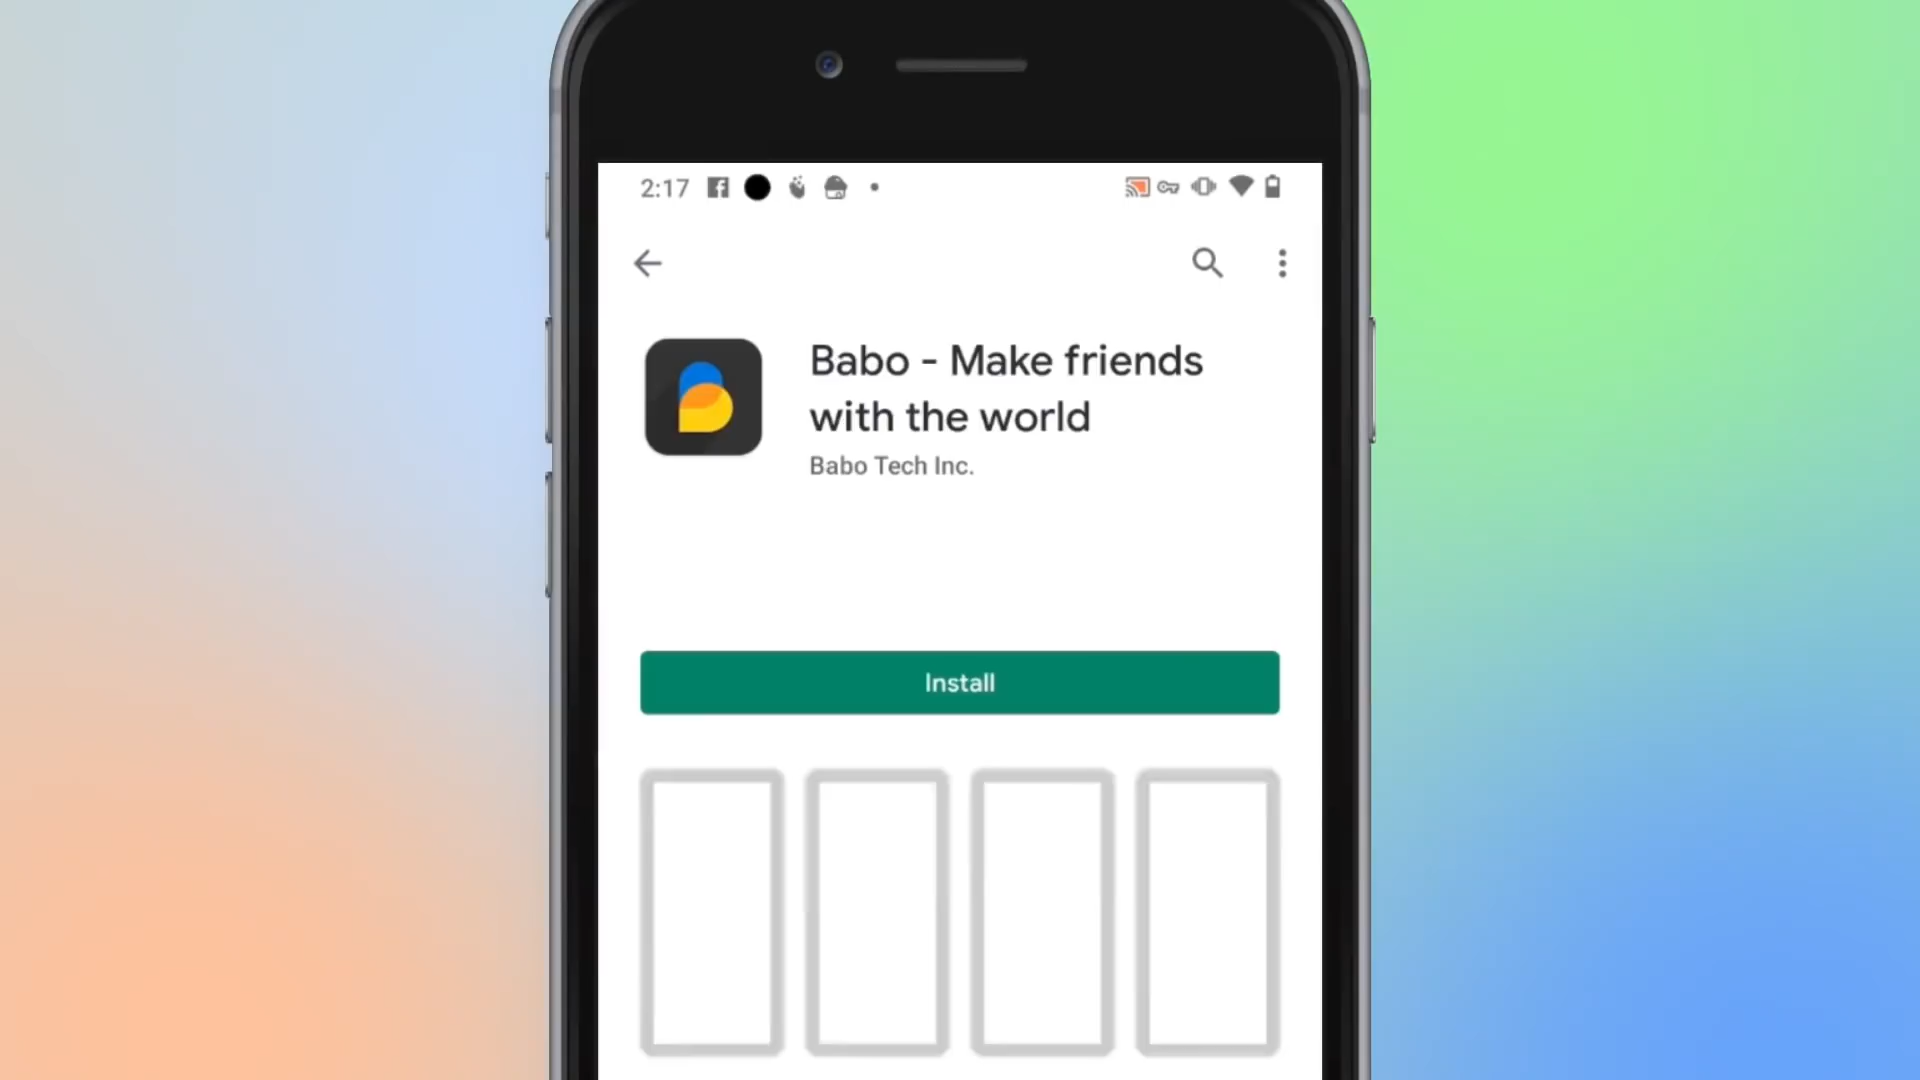 2:17
Babo - Make friends
with the world
Babo Tech Inc.
Install